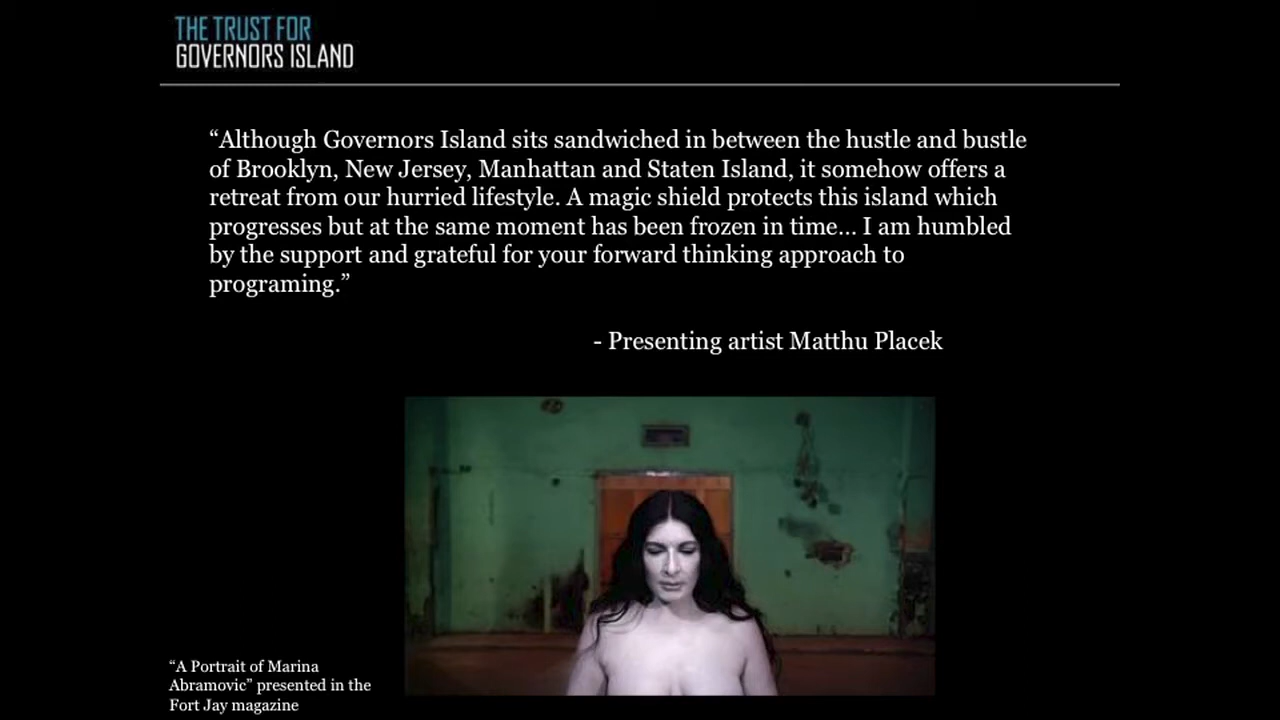 THE TRUST FOR
GOVERNORS ISLAND
“Although Governors Island sits sandwiched in between the hustle and bustle
of Brooklyn, New Jersey, Manhattan and Staten Island, it somehow offers a
retreat from our hurried lifestyle. A magic shield protects this island which
progresses but at the same moment has been frozen in time... I am humbled
by the support and grateful for your forward thinking approach to
programing.”
- Presenting artist Matthu Placek
“A Portrait of Marina
Abramovic” presented in the
Fort Jay magazine